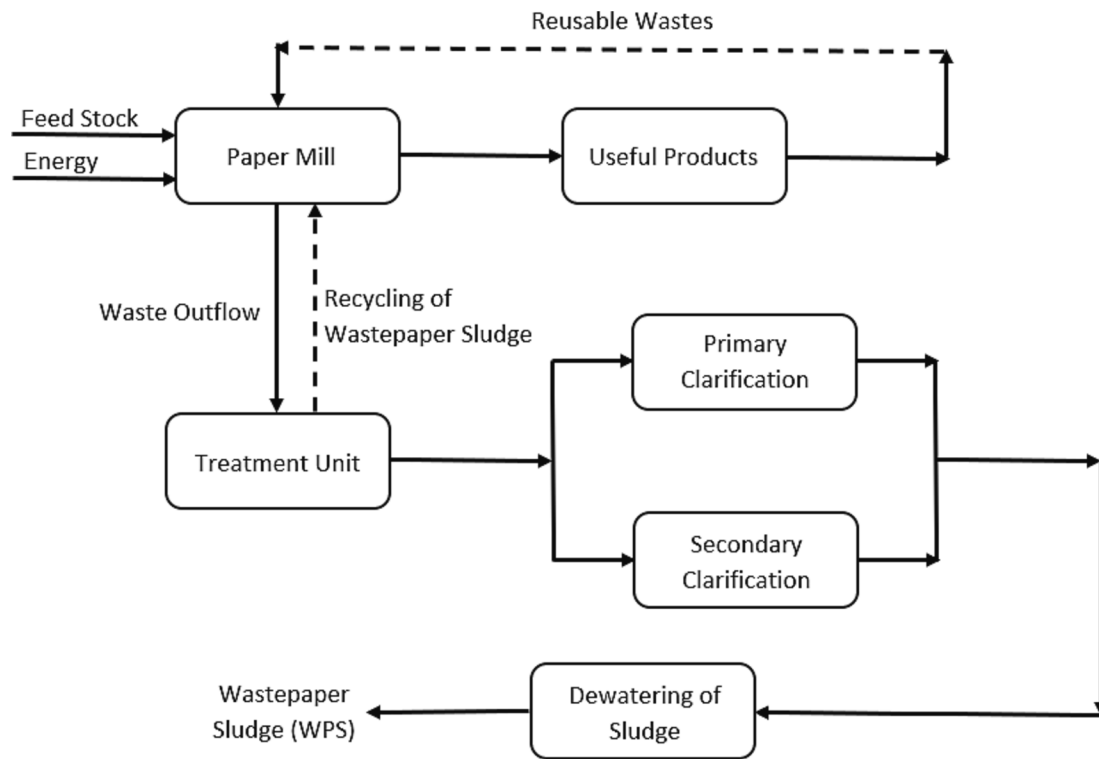 Reusable Wastes
Feed Stock
Energy
Paper Mill
Useful Products
Waste Outflow
Recycling of
Wastepaper Sludge
Primary
Clarification
Treatment Unit
Secondary
Clarification
Wastepaper
Sludge (WPS)
Dewatering of
Sludge